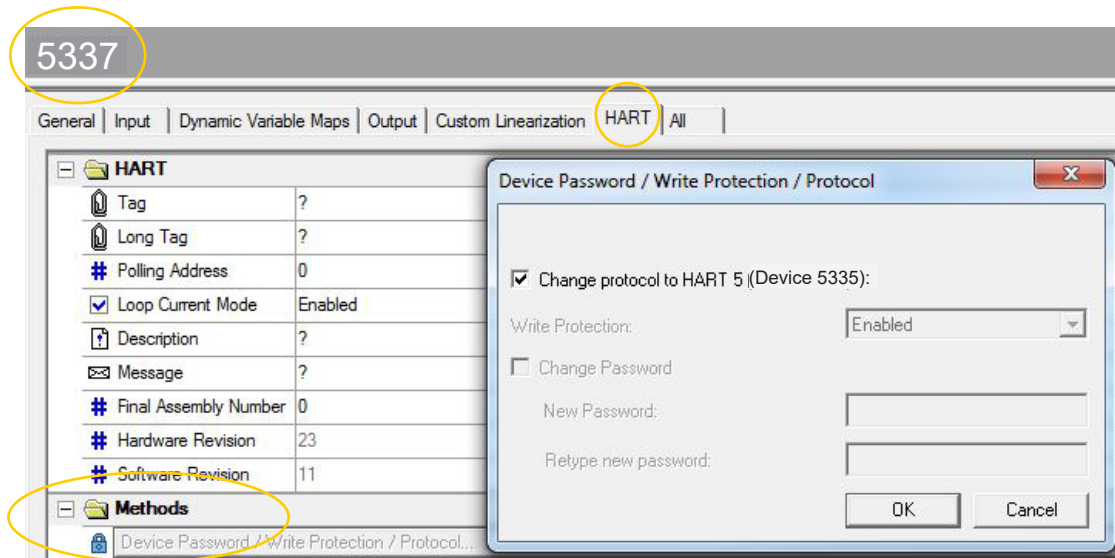 5337
General Input Dynamic Variable Maps Output Custom Linearization HART All
HART
Tag ?
Long Tag ?
Polling Address 0
Loop Current Mode Enabled
Description ?
Message ?
Final Assembly Number 0
Hardware Revision 23
Software Revision 11
Methods
Device Password / Write Protection / Protocol...
Device Password / Write Protection / Protocol
Change protocol to HART 5 (Device 5335):
Write Protection: Enabled
Change Password
New Password:
Retype new password:
OK Cancel